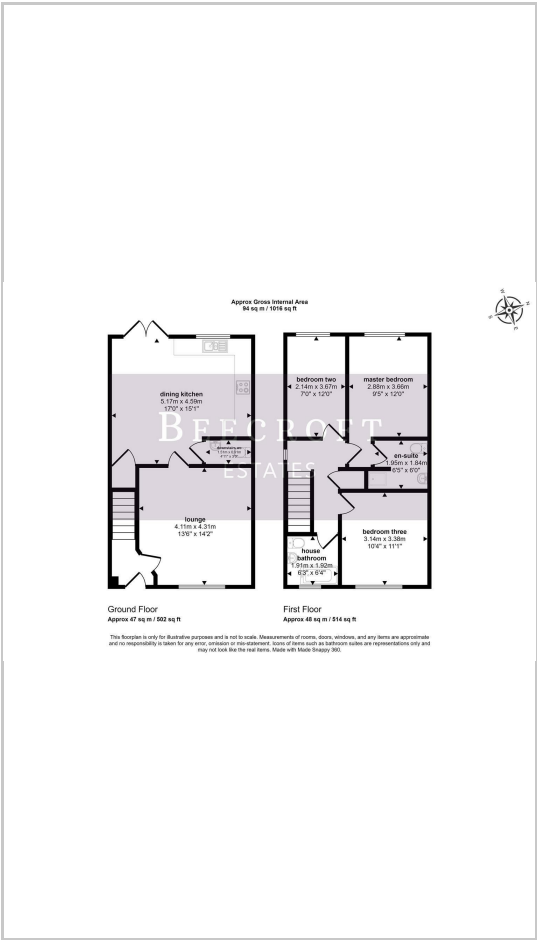 Approx Gross Internal Area
94 sq m / 1016 sq ft
W
N
S
E
dining kitchen
5.17m x 4.59m
17'0" x 15'1"
BEECROFT
ESTATES
lounge
4.11m x 4.31m
13'6" x 14'2"
bedroom two
2.14m x 3.67m
7'0" x 12'0"
master bedroom
2.88m x 3.66m
9'5" x 12'0"
en-suite
1.95m x 1.84m
6'5" x 6'0"
bedroom three
3.14m x 3.38m
10'4" x 11'1"
house
bathroom
1.91m x 1.92m
6'3" x 6'4"
Ground Floor
Approx 47 sq m / 502 sq ft
First Floor
Approx 48 sq m / 514 sq ft
This floorplan is only for illustrative purposes and is not to scale. Measurements of rooms, doors, windows, and any items are approximate
and no responsibility is taken for any error, omission or mis-statement. Icons of items such as bathroom suites are representations only and
may not look like the real items. Made with Made Snappy 360.